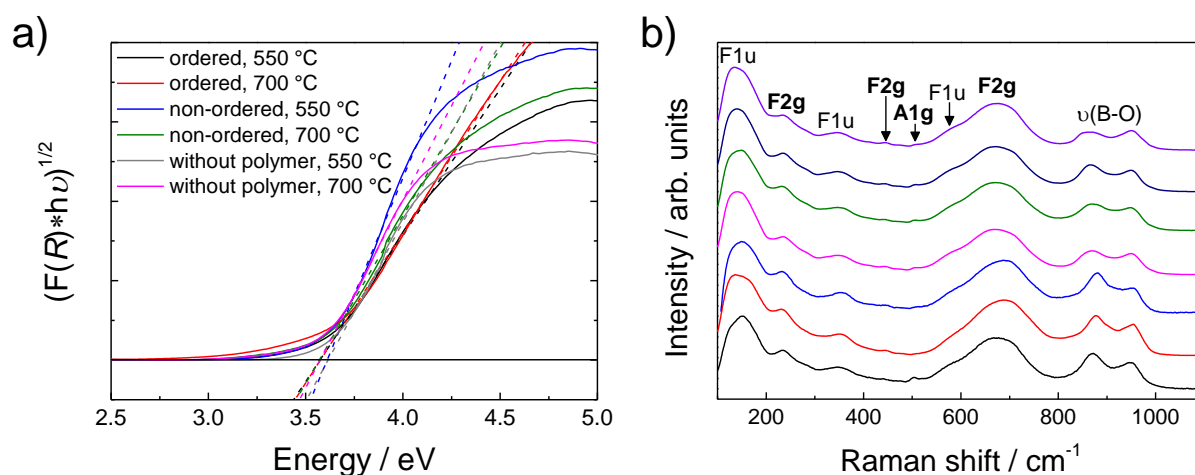 a)
(F(R)*hυ)^1/2
ordered, 550 °C
ordered, 700 °C
non-ordered, 550 °C
non-ordered, 700 °C
without polymer, 550 °C
without polymer, 700 °C
2.5 3.0 3.5 4.0 4.5 5.0
Energy / eV
b)
Intensity / arb. units
F1u
F2g
F1u
F2g
A1g
F1u
F2g
υ(B-O)
200 400 600 800 1000
Raman shift / cm-1